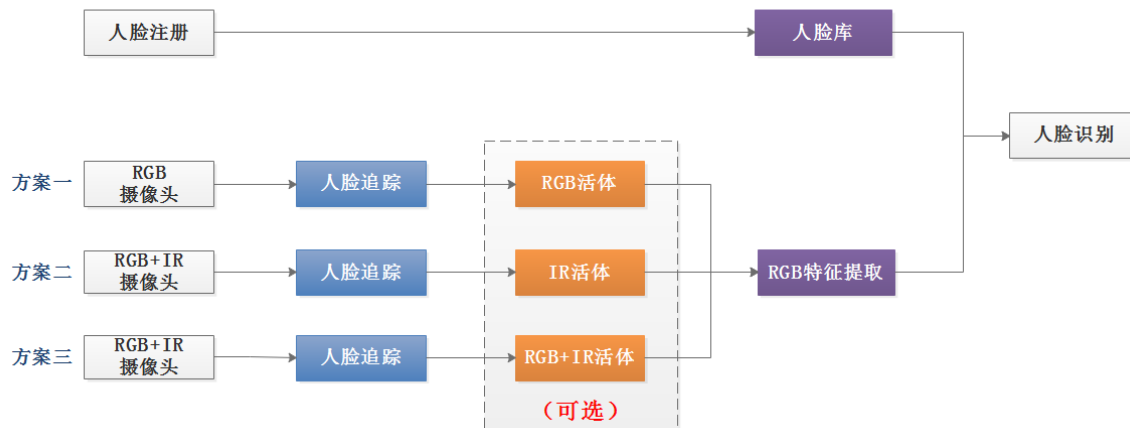 人脸注册
人脸库
人脸识别
方案一
RGB
摄像头
人脸追踪
RGB活体
方案二
RGB+IR
摄像头
人脸追踪
IR活体
RGB特征提取
方案三
RGB+IR
摄像头
人脸追踪
RGB+IR活体
（可选）